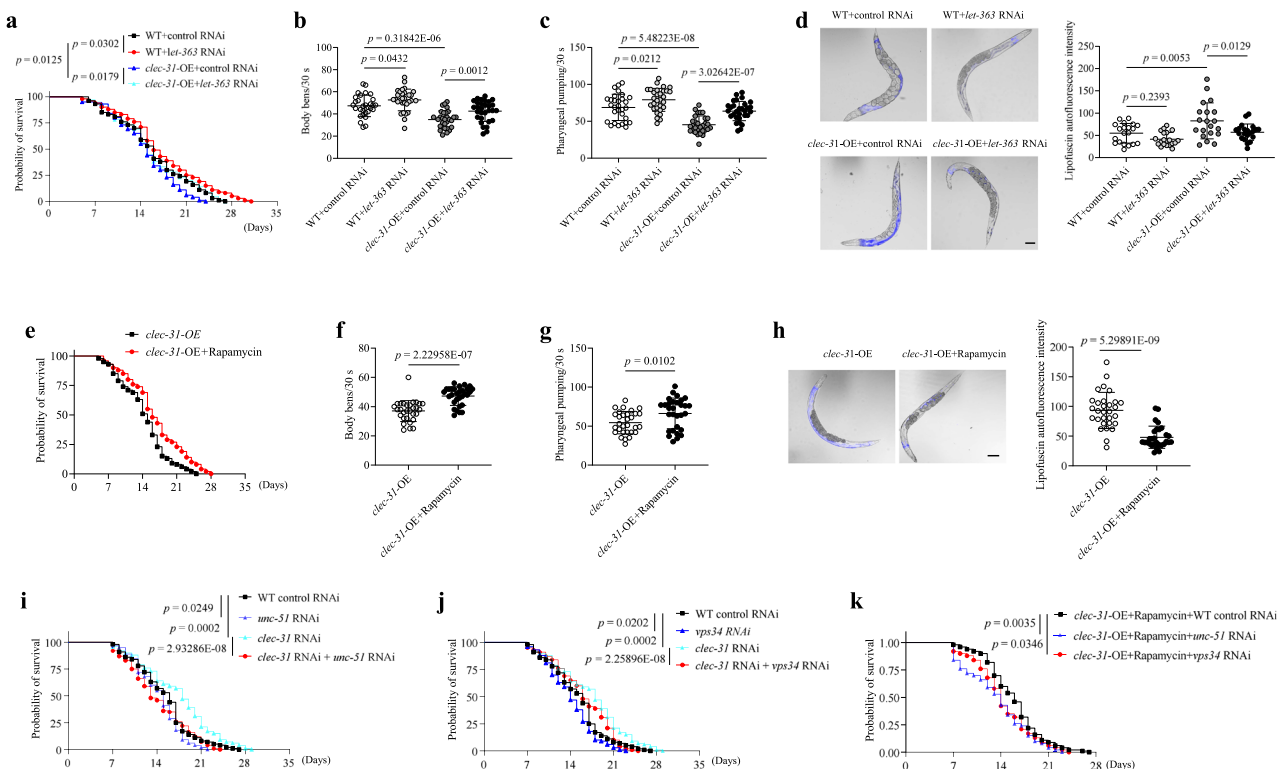 a
p = 0.0125
p = 0.0302
p = 0.0179
WT+control RNAi
WT+let-363 RNAi
clec-31-OE+control RNAi
clec-31-OE+let-363 RNAi
Probability of survival
100
75
50
25
0
0 7 14 21 28 35
(Days)
b
p = 0.31842E-06
p = 0.0432
p = 0.0012
Body bens/30 s
100
80
60
40
20
0
WT+control RNAi
WT+let-363 RNAi
clec-31-OE+control RNAi
clec-31-OE+let-363 RNAi
c
p = 5.48223E-08
p = 0.0212
p = 3.02642E-07
Pharyngeal pumping/30 s
150
100
50
0
WT+control RNAi
WT+let-363 RNAi
clec-31-OE+control RNAi
clec-31-OE+let-363 RNAi
d
WT+control RNAi
WT+let-363 RNAi
clec-31-OE+control RNAi
clec-31-OE+let-363 RNAi
p = 0.0053
p = 0.0129
p = 0.2393
Lipofuscin autofluorescence intensity
250
200
150
100
50
0
WT+control RNAi
WT+let-363 RNAi
clec-31-OE+control RNAi
clec-31-OE+let-363 RNAi
e
clec-31-OE
clec-31-OE+Rapamycin
Probability of survival
100
75
50
25
0
0 7 14 21 28 35
(Days)
f
p = 2.22958E-07
Body bens/30 s
80
60
40
20
0
clec-31-OE
clec-31-OE+Rapamycin
g
p = 0.0102
Pharyngeal pumping/30 s
150
100
50
0
clec-31-OE
clec-31-OE+Rapamycin
h
clec-31-OE
clec-31-OE+Rapamycin
p = 5.29891E-09
Lipofuscin autofluorescence intensity
200
150
100
50
0
clec-31-OE
clec-31-OE+Rapamycin
i
p = 0.0249
p = 0.0002
p = 2.93286E-08
WT control RNAi
unc-51 RNAi
clec-31 RNAi
clec-31 RNAi + unc-51 RNAi
Probability of survival
100
75
50
25
0
0 7 14 21 28 35
(Days)
j
p = 0.0202
p = 0.0002
p = 2.25896E-08
WT control RNAi
vps34 RNAi
clec-31 RNAi
clec-31 RNAi + vps34 RNAi
Probability of survival
100
75
50
25
0
0 7 14 21 28 35
(Days)
k
p = 0.0035
p = 0.0346
clec-31-OE+Rapamycin+WT control RNAi
clec-31-OE+Rapamycin+unc-51 RNAi
clec-31-OE+Rapamycin+vps34 RNAi
Probability of survival
1.00
0.75
0.50
0.25
0.00
0 7 14 21 28
(Days)